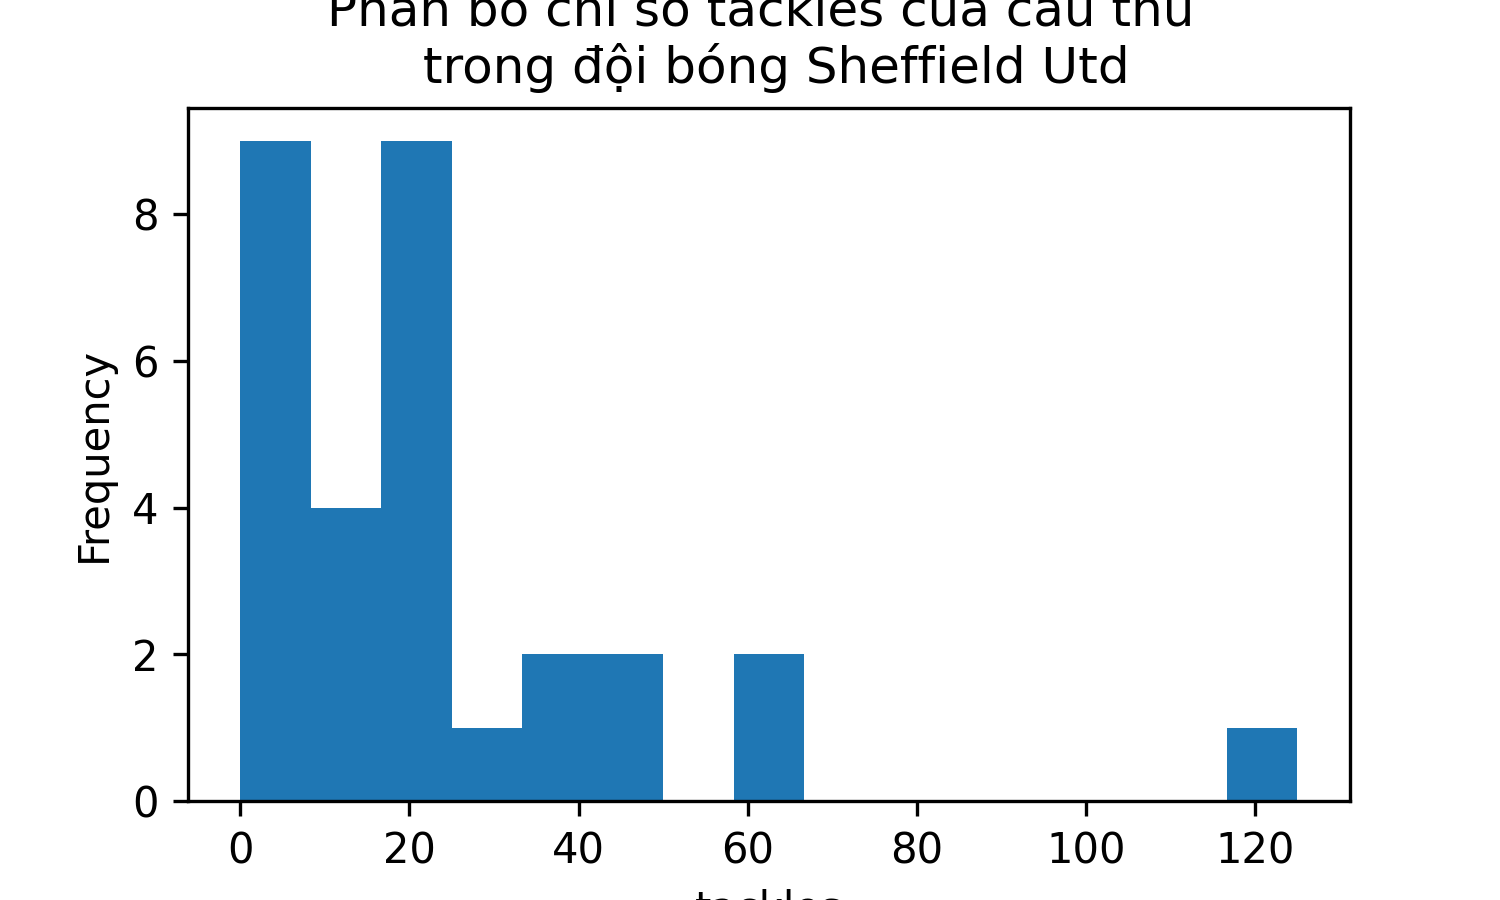 Phân bố chỉ số tackles của cầu thủ
trong đội bóng Sheffield Utd
Frequency
8
6
4
2
0
0 20 40 60 80 100 120
tackles